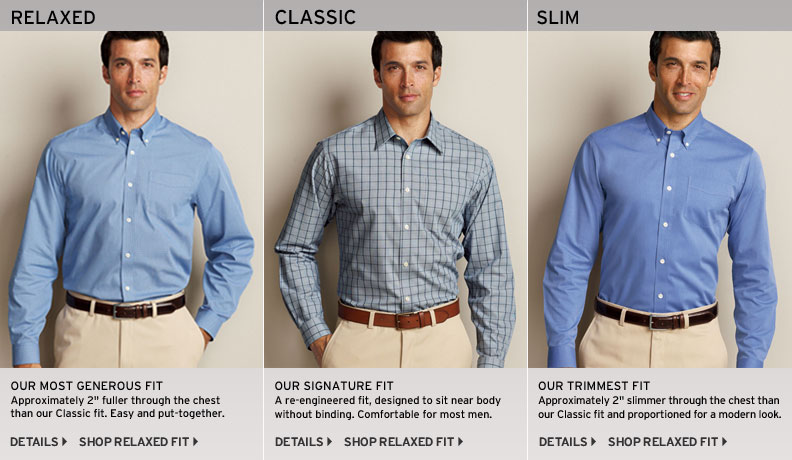 RELAXED
OUR MOST GENEROUS FIT
Approximately 2" fuller through the chest
than our Classic fit. Easy and put-together.
DETAILS SHOP RELAXED FIT
CLASSIC
OUR SIGNATURE FIT
A re-engineered fit, designed to sit near body
without binding. Comfortable for most men.
DETAILS SHOP RELAXED FIT
SLIM
OUR TRIMMEST FIT
Approximately 2" slimmer through the chest than
our Classic fit and proportioned for a modern look.
DETAILS SHOP RELAXED FIT